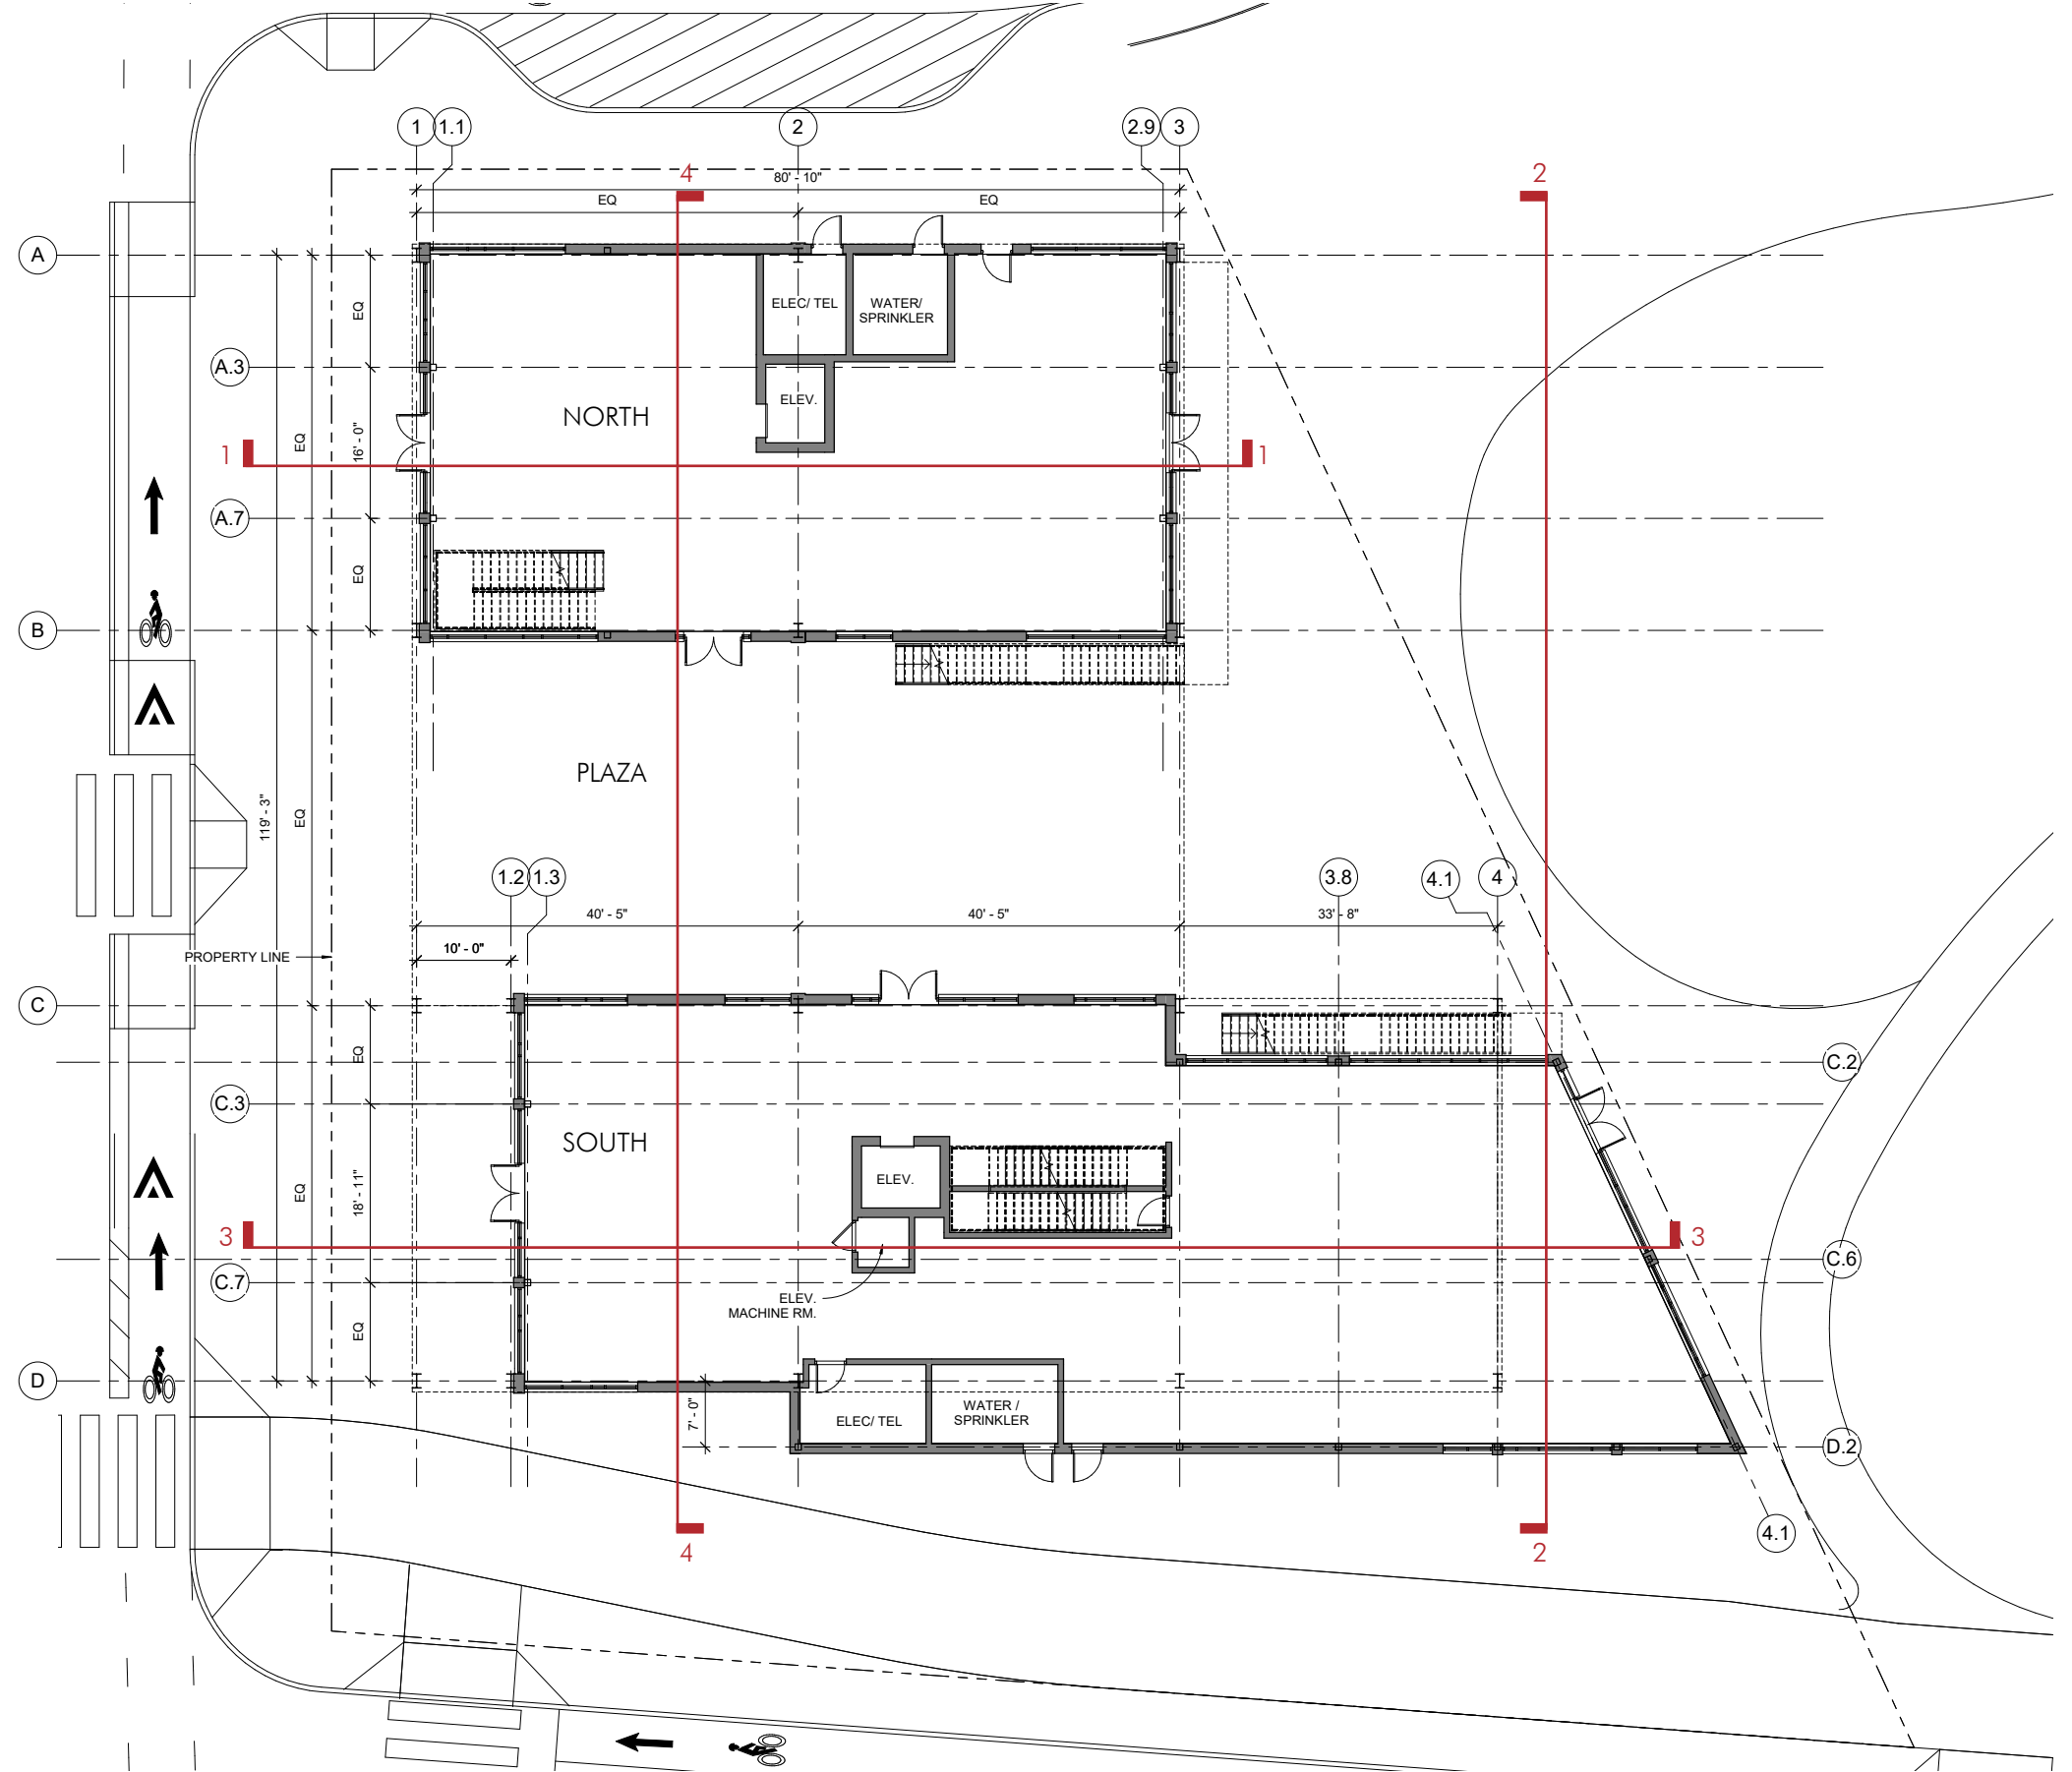 1
1.1
2
2.9
3
4
2
80' - 10"
EQ
EQ
A
EQ
ELEC/ TEL
WATER/
SPRINKLER
A.3
ELEV.
NORTH
EQ
16' - 0"
1
1
A.7
EQ
B
PLAZA
119' - 3"
EQ
1.2
1.3
3.8
4.1
4
40' - 5"
40' - 5"
33' - 8"
10' - 0"
PROPERTY LINE
C
EQ
C.2
C.3
SOUTH
ELEV.
EQ
18' - 11"
3
3
C.6
C.7
ELEV.
MACHINE RM.
EQ
D
7' - 0"
ELEC/ TEL
WATER /
SPRINKLER
D.2
4.1
4
2